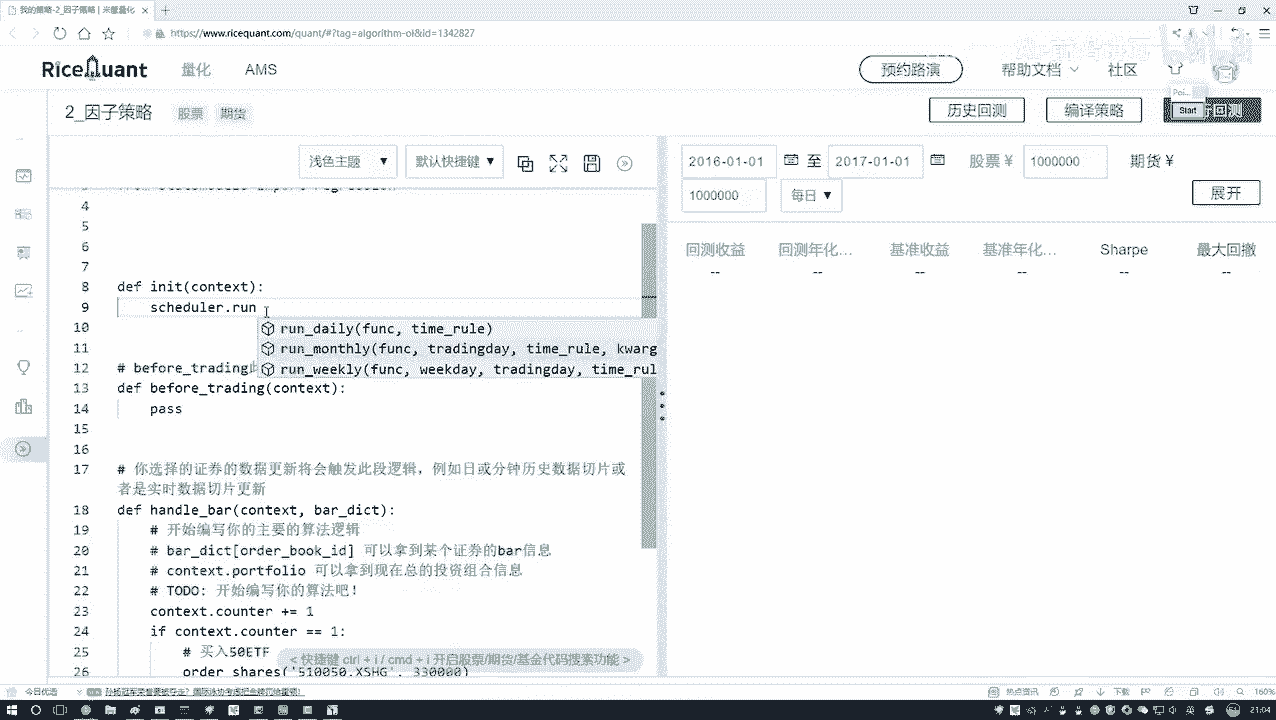 我的策略-2_因子策略 | 米筐量化
https://www.ricequant.com/quant/#?tag=algorithm-oi&id=1342827
RiceQuant 量化 AMS 预约路演 帮助文档 社区
2_因子策略 股票 期货 历史回测 编译策略 Start 回测
浅色主题 默认快捷键
2016-01-01 至 2017-01-01 股票 ¥ 1000000 期货 ¥
1000000 每日 展开
回测收益 回测年化... 基准收益 基准年化... Sharpe 最大回撤
-- -- -- -- -- --
4
5
6
7
8 def init(context):
9 scheduler run
10 run_daily(func, time_rule)
11 run_monthly(func, tradingday, time_rule, kwarg
12 # before_trading run_weekly(func, weekday, tradingday, time_rul
13 def before_trading(context):
14 pass
15
16
17 # 你选择的证券的数据更新将会触发此段逻辑，例如日或分钟历史数据切片或
者是实时数据切片更新
18 def handle_bar(context, bar_dict):
19 # 开始编写你的主要的算法逻辑
20 # bar_dict[order_book_id] 可以拿到某个证券的bar信息
21 # context.portfolio 可以拿到现在总的投资组合信息
22 # TODO: 开始编写你的算法吧！
23 context.counter += 1
24 if context.counter == 1:
25 # 买入50ETF
< 快捷键 ctrl + i / cmd + i 开启股票/期货/基金代码搜索功能 >
26 order_shares('510050.XSHG', 330000)
今日优选 热点资讯 下载 160%
21:04